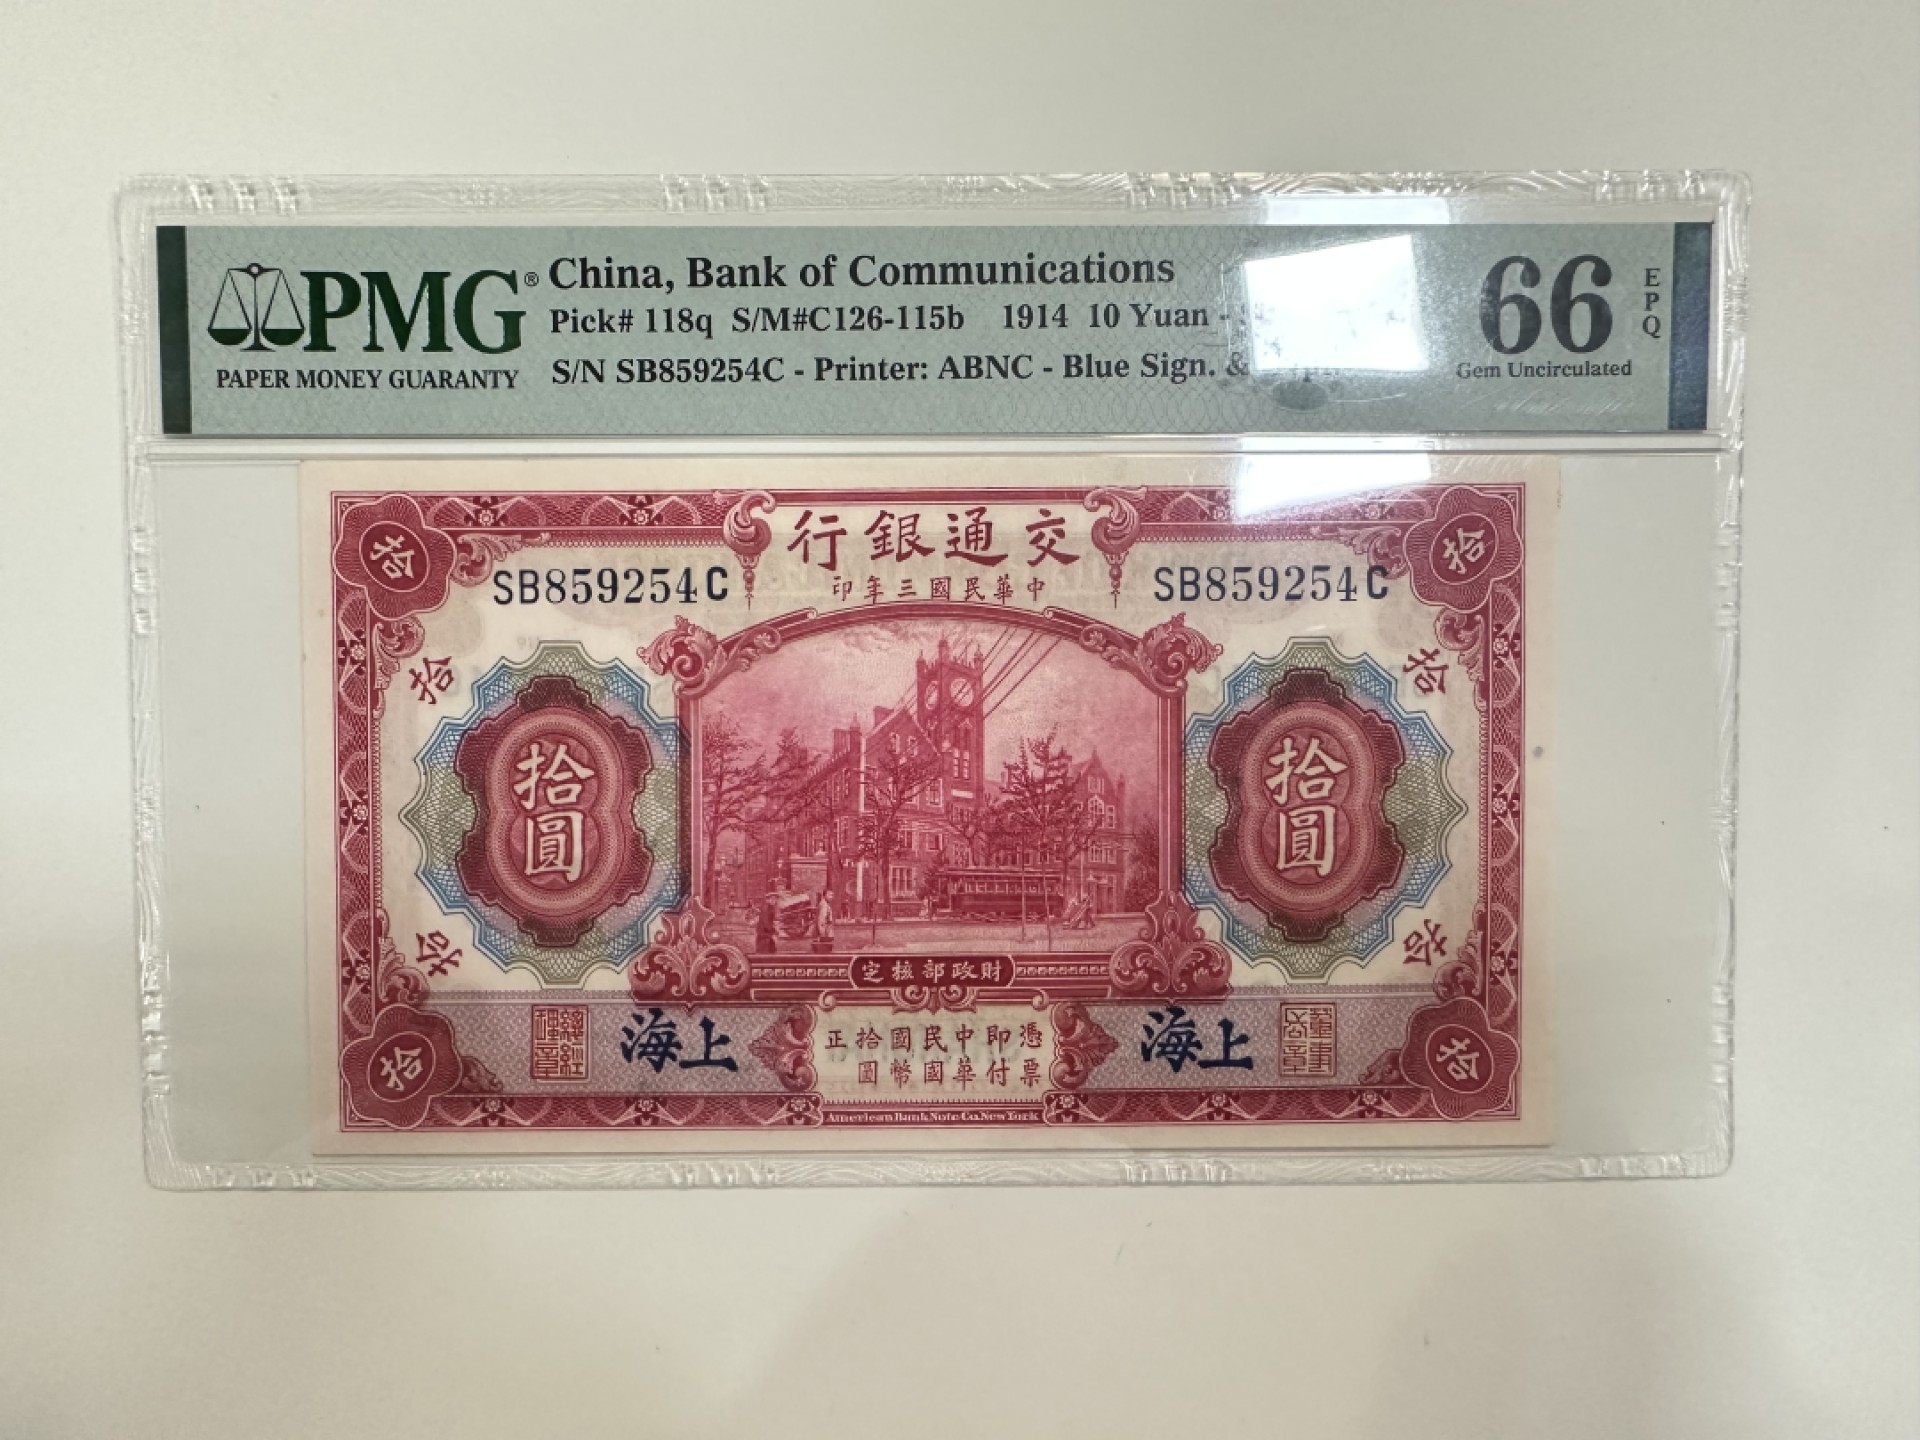 PMG®
PAPER MONEY GUARANTY
China, Bank of Communications
Pick# 118q S/M#C126-115b 1914 10 Yuan -
S/N SB859254C - Printer: ABNC - Blue Sign. &
66 EPQ
Gem Uncirculated
拾
行銀通交
拾
SB859254C
印年三國民華中
SB859254C
拾
拾
拾圓
拾圓
拾
拾
定核部政財
海上
正拾國民中即憑
圓幣國華付票
海上
拾
拾
American Bank Note Co. New York